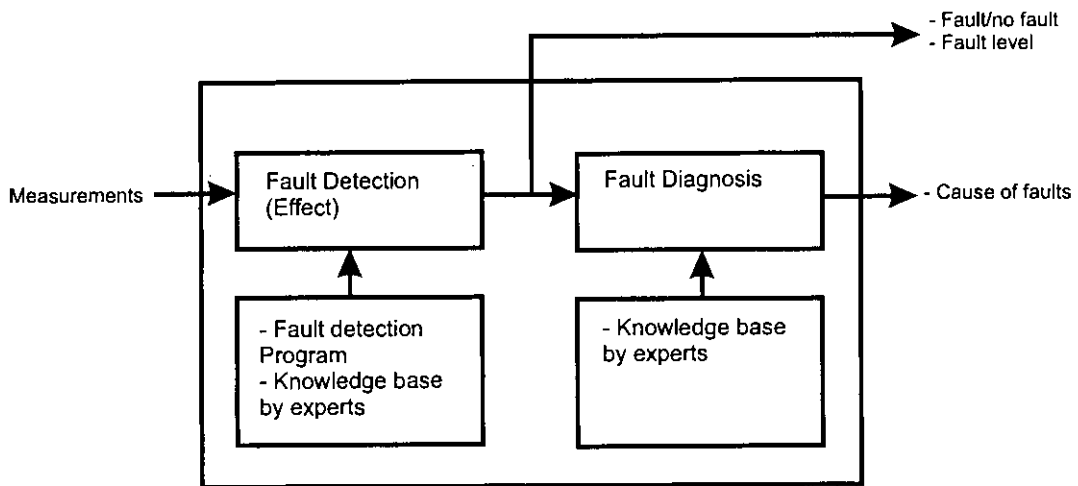 - Fault/no fault
- Fault level
Measurements
Fault Detection
(Effect)
Fault Diagnosis
- Cause of faults
- Fault detection
Program
- Knowledge base
by experts
- Knowledge base
by experts